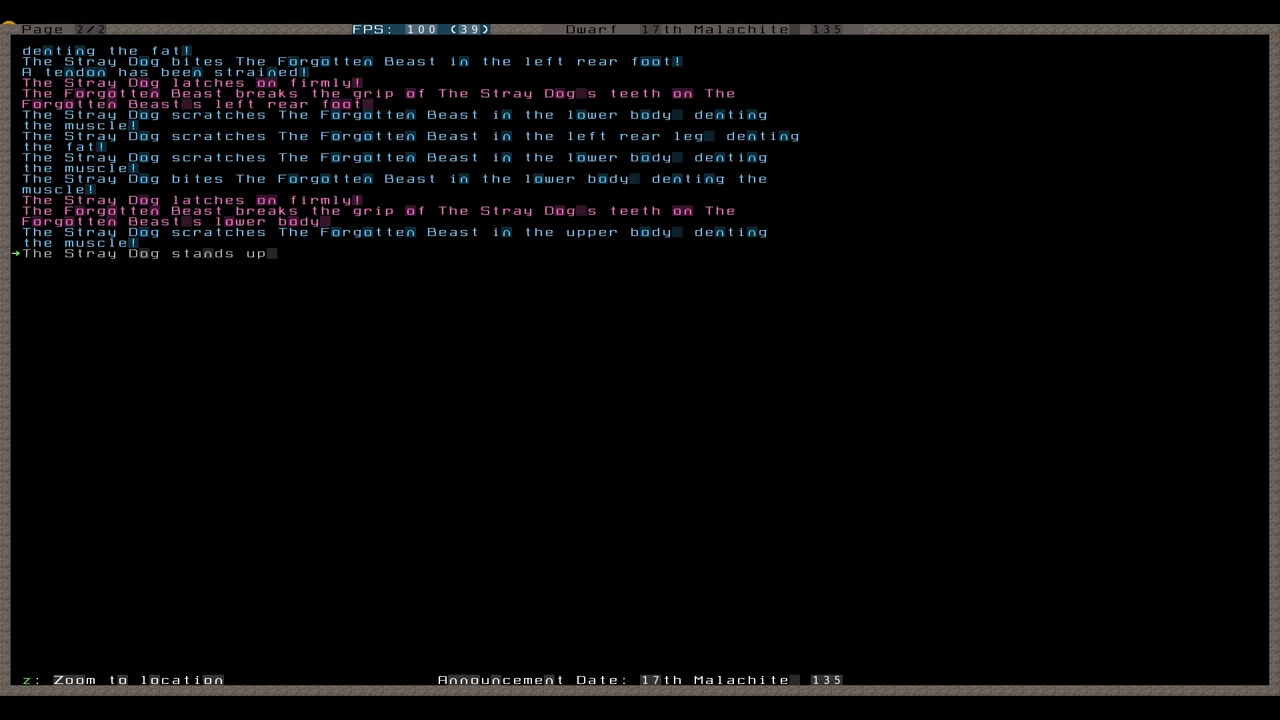 Page 2/2 FPS: 100 (39) Dwarf 17th Malachite 135
denting the fat!
The Stray Dog bites The Forgotten Beast in the left rear foot!
A tendon has been strained!
The Stray Dog latches on firmly!
The Forgotten Beast breaks the grip of The Stray Dog s teeth on The
Forgotten Beast s left rear foot
The Stray Dog scratches The Forgotten Beast in the lower body denting
the muscle!
The Stray Dog scratches The Forgotten Beast in the left rear leg denting
the fat!
The Stray Dog scratches The Forgotten Beast in the lower body denting
the muscle!
The Stray Dog bites The Forgotten Beast in the lower body denting the
muscle!
The Stray Dog latches on firmly!
The Forgotten Beast breaks the grip of The Stray Dog s teeth on The
Forgotten Beast s lower body
The Stray Dog scratches The Forgotten Beast in the upper body denting
the muscle!
The Stray Dog stands up
z: Zoom to location Announcement Date: 17th Malachite 135